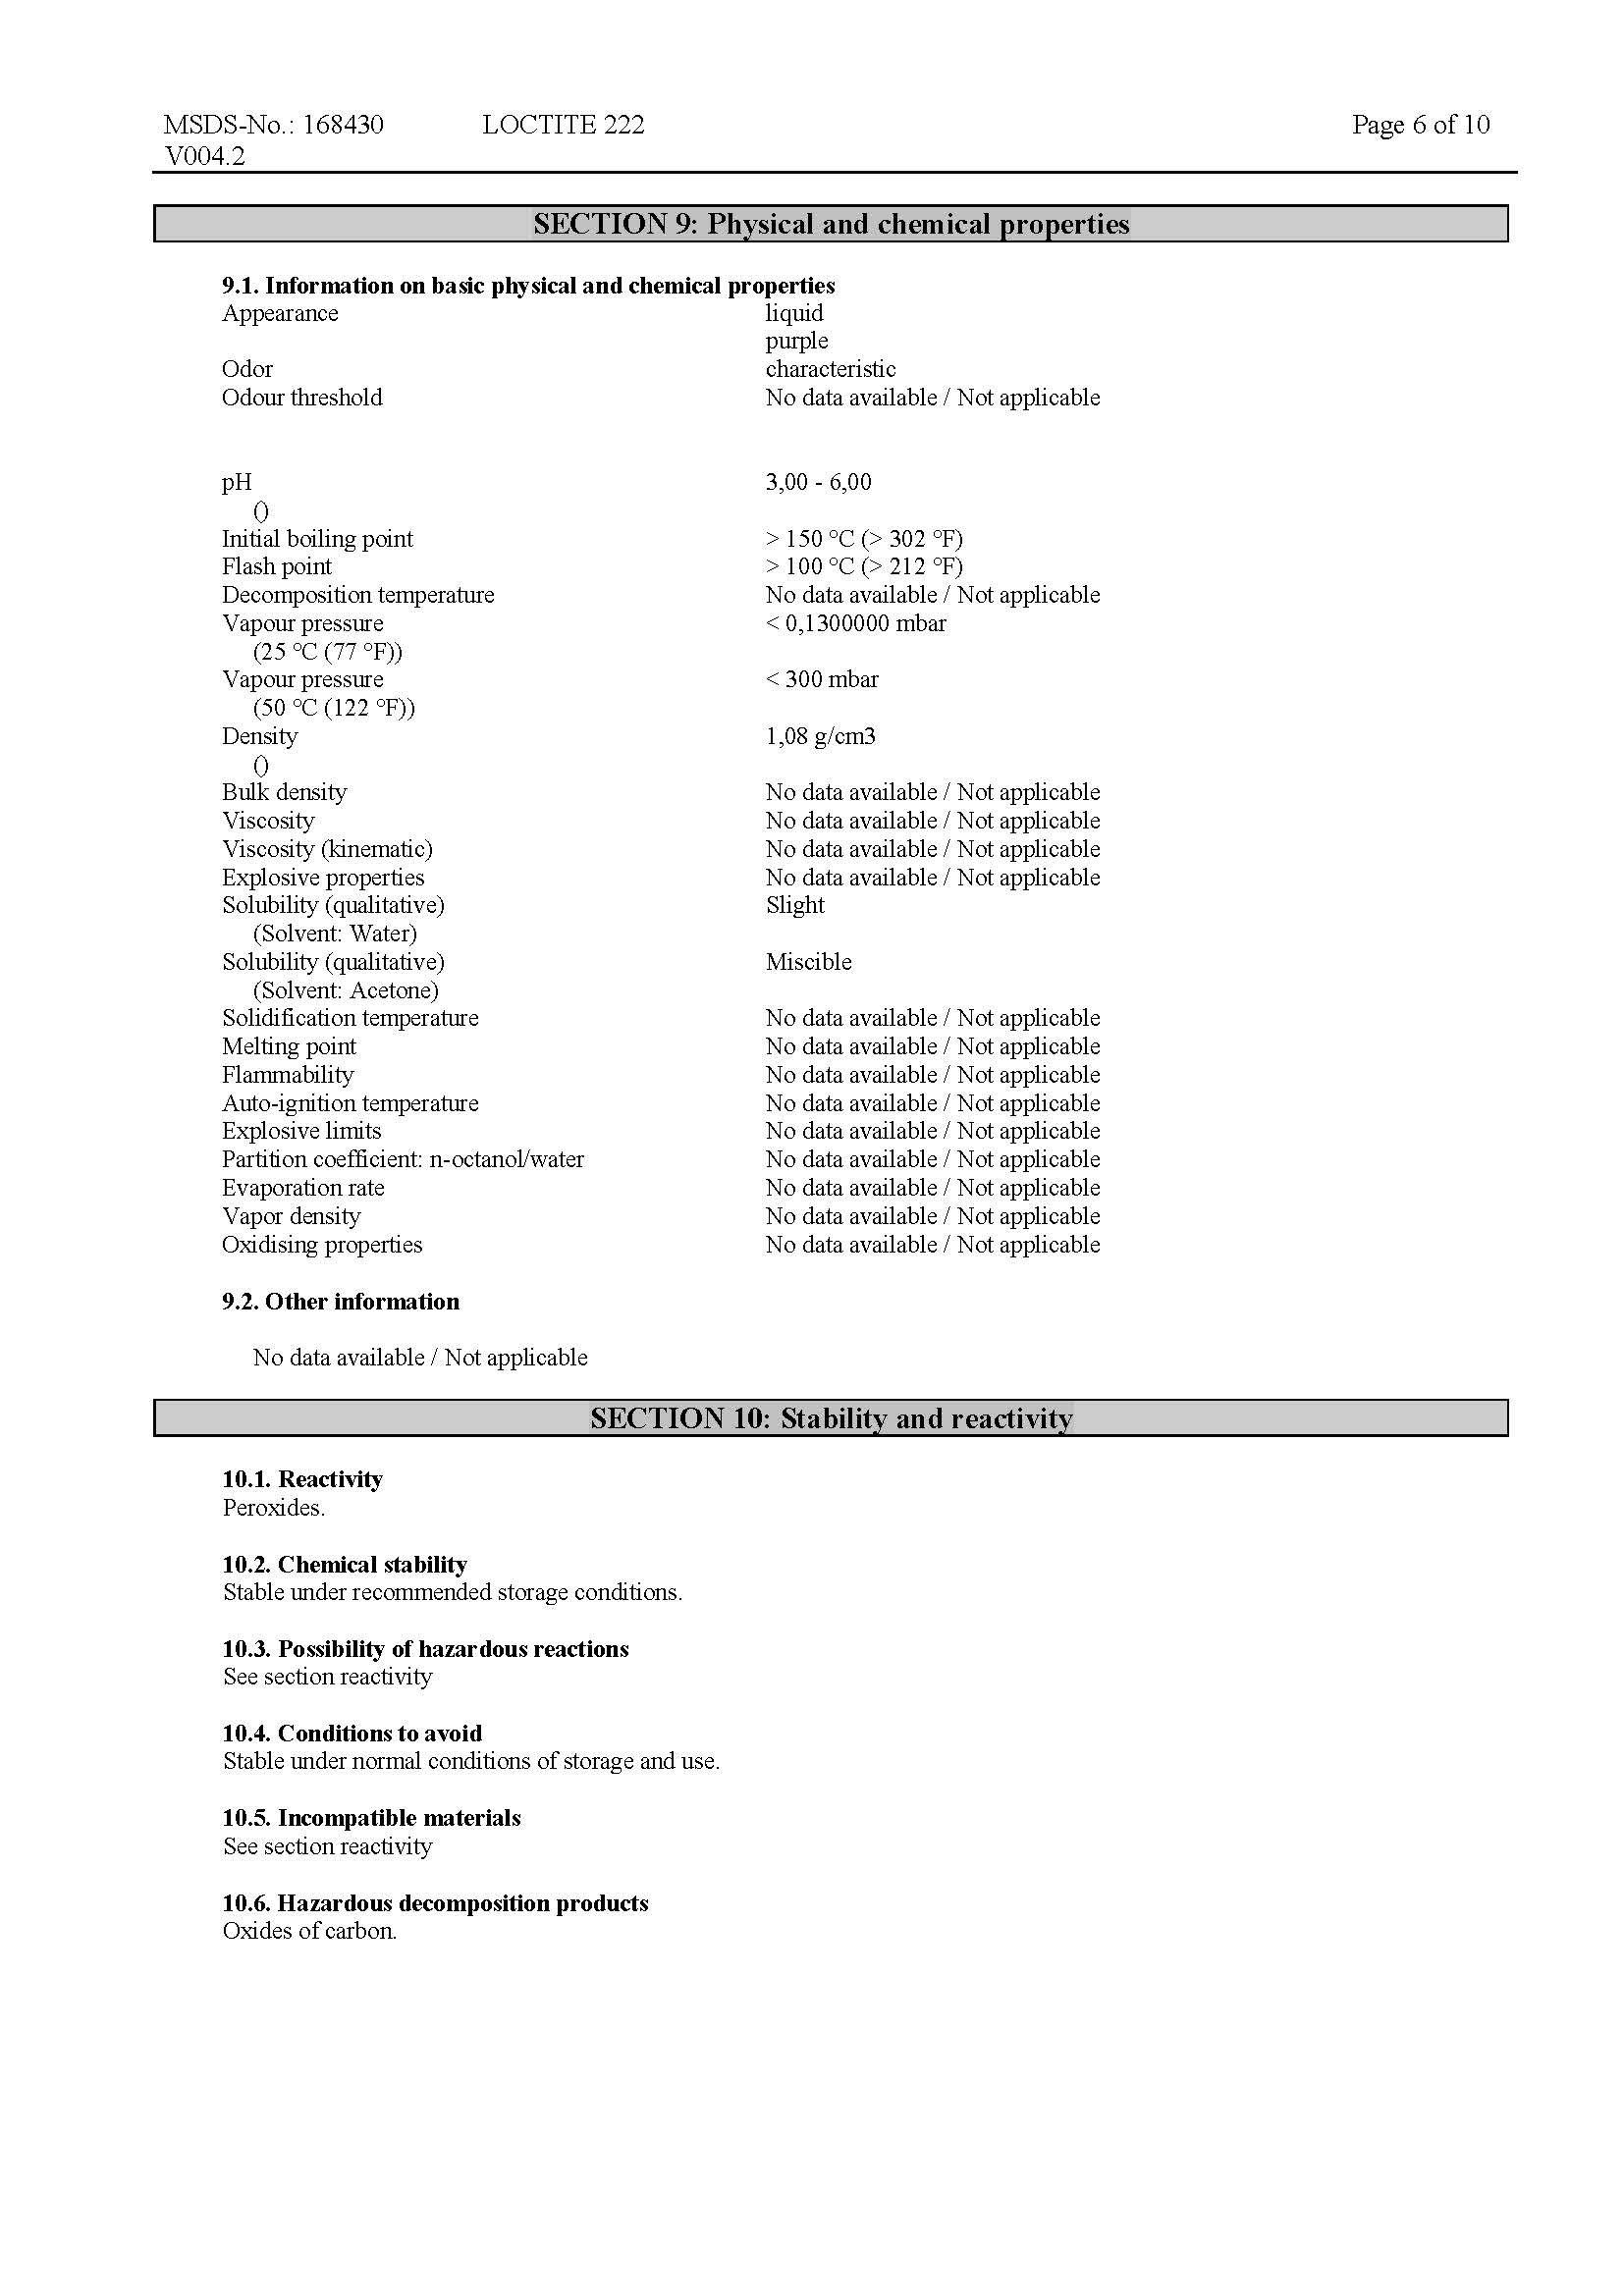 MSDS-No.: 168430 LOCTITE 222 Page 6 of 10
V004.2
SECTION 9: Physical and chemical properties
9.1. Information on basic physical and chemical properties
Appearance liquid
purple
Odor characteristic
Odour threshold No data available / Not applicable
pH 3,00 - 6,00
()
Initial boiling point > 150 °C (> 302 °F)
Flash point > 100 °C (> 212 °F)
Decomposition temperature No data available / Not applicable
Vapour pressure < 0,1300000 mbar
(25 °C (77 °F))
Vapour pressure < 300 mbar
(50 °C (122 °F))
Density 1,08 g/cm3
()
Bulk density No data available / Not applicable
Viscosity No data available / Not applicable
Viscosity (kinematic) No data available / Not applicable
Explosive properties No data available / Not applicable
Solubility (qualitative) Slight
(Solvent: Water)
Solubility (qualitative) Miscible
(Solvent: Acetone)
Solidification temperature No data available / Not applicable
Melting point No data available / Not applicable
Flammability No data available / Not applicable
Auto-ignition temperature No data available / Not applicable
Explosive limits No data available / Not applicable
Partition coefficient: n-octanol/water No data available / Not applicable
Evaporation rate No data available / Not applicable
Vapor density No data available / Not applicable
Oxidising properties No data available / Not applicable
9.2. Other information
No data available / Not applicable
SECTION 10: Stability and reactivity
10.1. Reactivity
Peroxides.
10.2. Chemical stability
Stable under recommended storage conditions.
10.3. Possibility of hazardous reactions
See section reactivity
10.4. Conditions to avoid
Stable under normal conditions of storage and use.
10.5. Incompatible materials
See section reactivity
10.6. Hazardous decomposition products
Oxides of carbon.